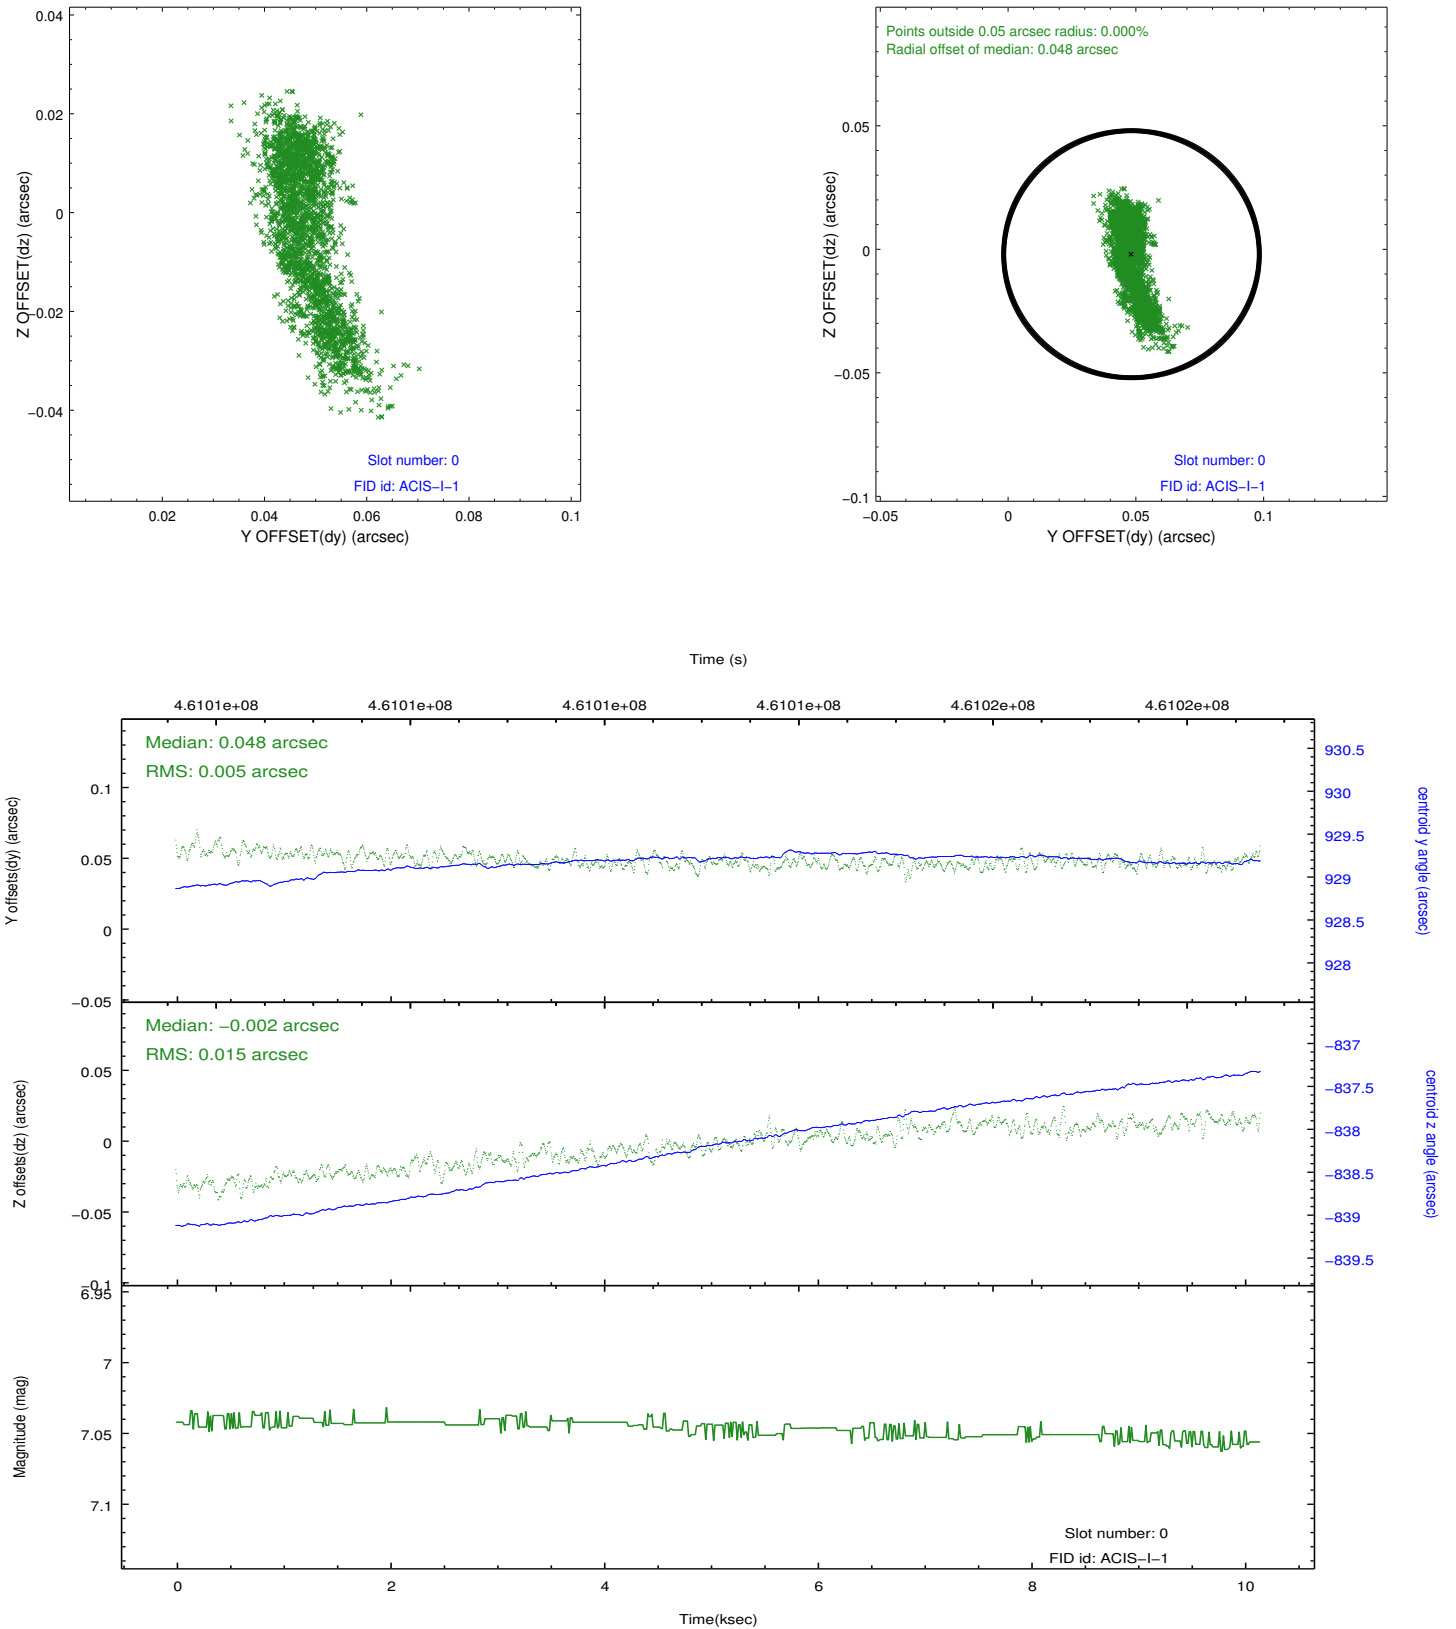 0.04
0.02
0
−0.02
−0.04
Z OFFSET(dz) (arcsec)
Slot number: 0
FID id: ACIS−I−1
0.02 0.04 0.06 0.08 0.1
Y OFFSET(dy) (arcsec)
Points outside 0.05 arcsec radius: 0.000%
Radial offset of median: 0.048 arcsec
0.05
0
−0.05
−0.1
Z OFFSET(dz) (arcsec)
Slot number: 0
FID id: ACIS−I−1
−0.05 0 0.05 0.1
Y OFFSET(dy) (arcsec)
Time (s)
4.6101e+08 4.6101e+08 4.6101e+08 4.6101e+08 4.6102e+08 4.6102e+08
Median: 0.048 arcsec
RMS: 0.005 arcsec
0.1
0.05
0
−0.05
Y offsets(dy) (arcsec)
930.5
930
929.5
929
928.5
928
centroid y angle (arcsec)
Median: −0.002 arcsec
RMS: 0.015 arcsec
0.05
0
−0.05
−0.1
Z offsets(dz) (arcsec)
−837
−837.5
−838
−838.5
−839
−839.5
centroid z angle (arcsec)
6.95
7
7.05
7.1
Magnitude (mag)
Slot number: 0
FID id: ACIS−I−1
0 2 4 6 8 10
Time(ksec)